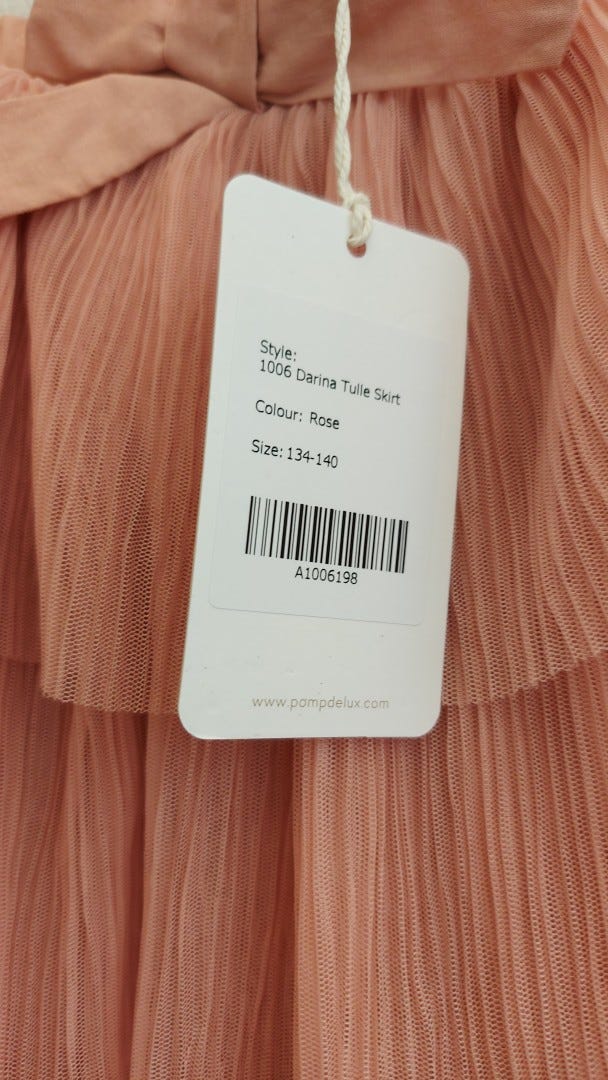 Style:
1006 Darina Tulle Skirt
Colour: Rose
Size: 134-140
A1006198
www.pompdelux.com